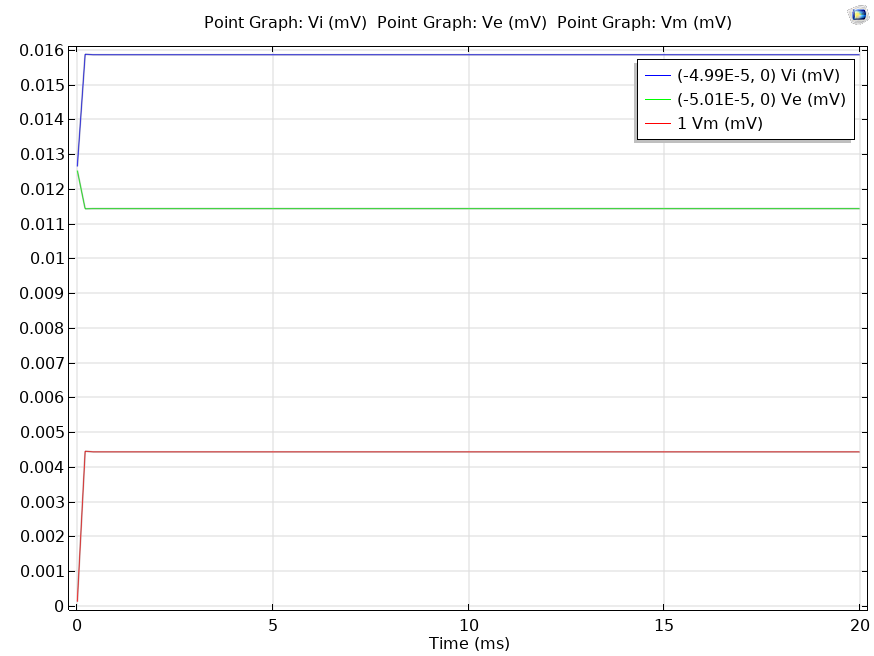 Point Graph: Vi (mV) Point Graph: Ve (mV) Point Graph: Vm (mV)
0.016
0.015
0.014
0.013
0.012
0.011
0.01
0.009
0.008
0.007
0.006
0.005
0.004
0.003
0.002
0.001
0
(-4.99E-5, 0) Vi (mV)
(-5.01E-5, 0) Ve (mV)
1 Vm (mV)
0 5 10 15 20
Time (ms)